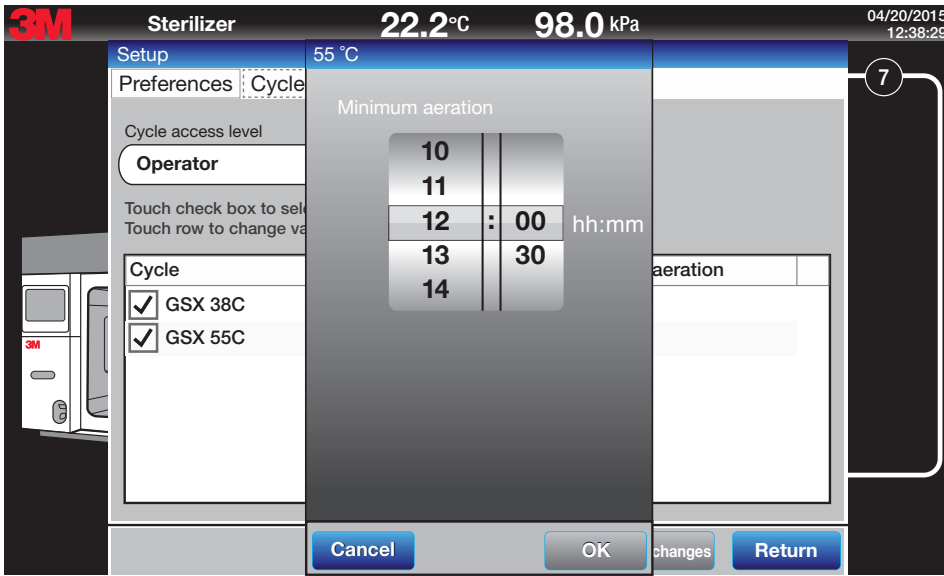 3M Sterilizer 22.2°C 98.0 kPa 04/20/2015
12:38:29
Setup
55 °C
7
Preferences Cycle
Minimum aeration
Cycle access level
Operator
Touch check box to sel
Touch row to change va
10
11
12 : 00 hh:mm
13 30
14
Cycle aeration
GSX 38C
GSX 55C
3M
Cancel OK changes Return